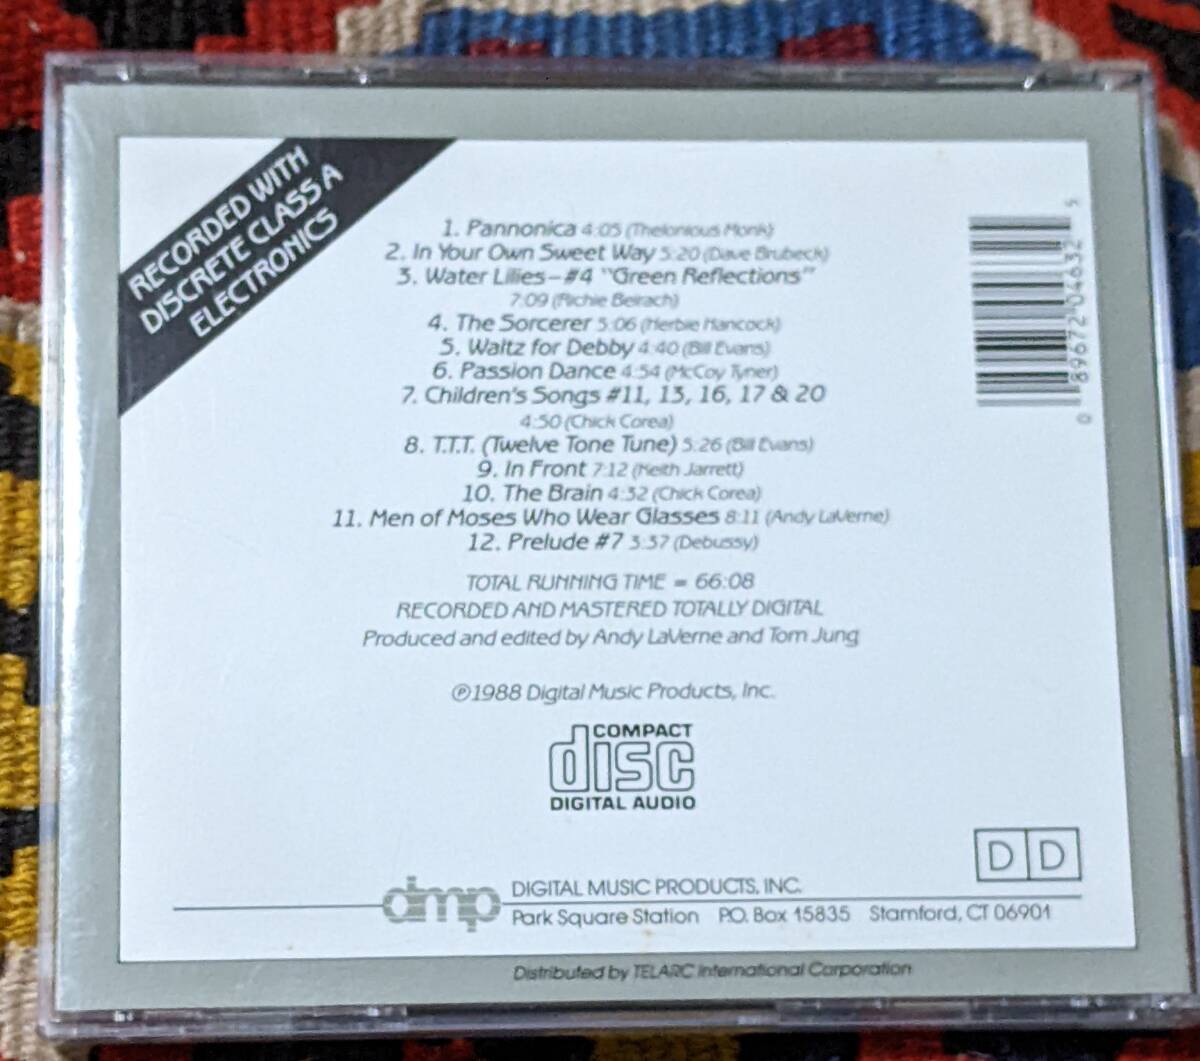 RECORDED WITH
DISCRETE CLASS A
ELECTRONICS
1. Pannonica 4:05 (Thelonious Monk)
2. In Your Own Sweet Way 5:20 (Dave Brubeck)
3. Water Lilies–#4 "Green Reflections"
7:09 (Richie Beirach)
4. The Sorcerer 5:06 (Herbie Hancock)
5. Waltz for Debby 4:40 (Bill Evans)
6. Passion Dance 4:54 (McCoy Tyner)
7. Children's Songs #11, 13, 16, 17 & 20
4:50 (Chick Corea)
8. T.T.T. (Twelve Tone Tune) 5:26 (Bill Evans)
9. In Front 7:12 (Keith Jarrett)
10. The Brain 4:32 (Chick Corea)
11. Men of Moses Who Wear Glasses 8:11 (Andy LaVerne)
12. Prelude #7 3:37 (Debussy)
TOTAL RUNNING TIME = 66:08
RECORDED AND MASTERED TOTALLY DIGITAL
Produced and edited by Andy LaVerne and Tom Jung
℗1988 Digital Music Products, Inc.
COMPACT
disc
DIGITAL AUDIO
0 89672 04632 5
D D
dmp
DIGITAL MUSIC PRODUCTS, INC.
Park Square Station P.O. Box 15835 Stamford, CT 06901
Distributed by TELARC International Corporation